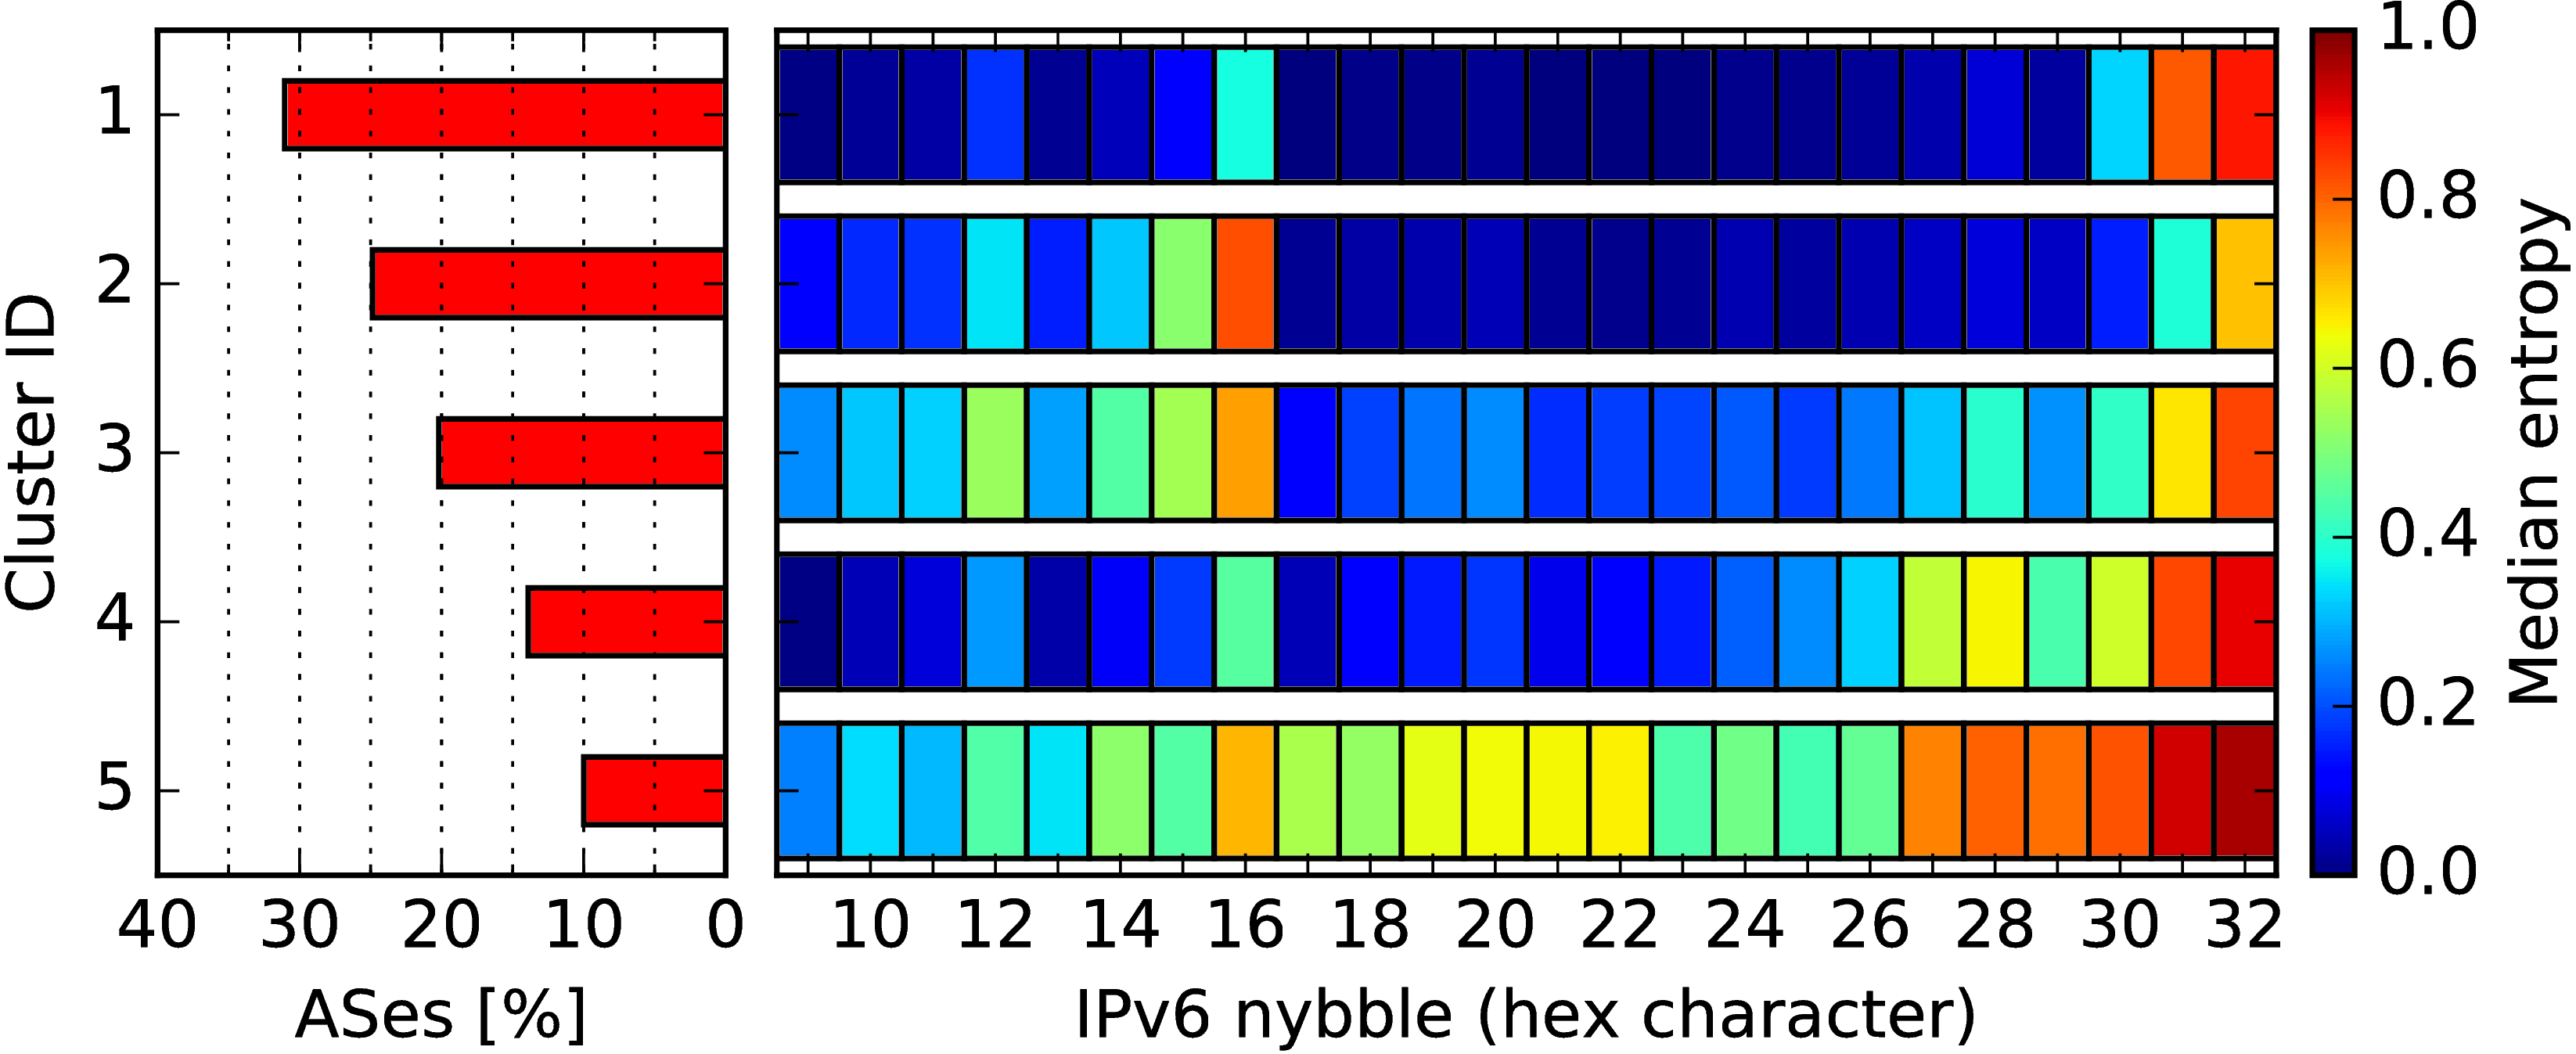 Cluster ID
1
2
3
4
5
40 30 20 10 0
ASes [%]
10 12 14 16 18 20 22 24 26 28 30 32
IPv6 nybble (hex character)
1.0
0.8
0.6
0.4
0.2
0.0
Median entropy